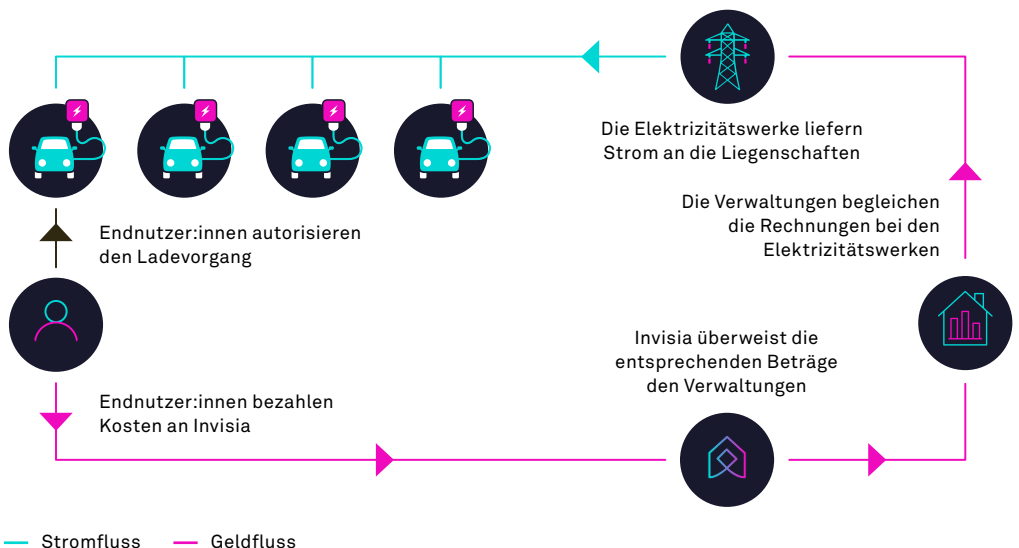 Die Elektrizitätswerke liefern
Strom an die Liegenschaften
Die Verwaltungen begleichen
die Rechnungen bei den
Elektrizitätswerken
Endnutzer:innen autorisieren
den Ladevorgang
Invisia überweist die
entsprechenden Beträge
den Verwaltungen
Endnutzer:innen bezahlen
Kosten an Invisia
Stromfluss
Geldfluss